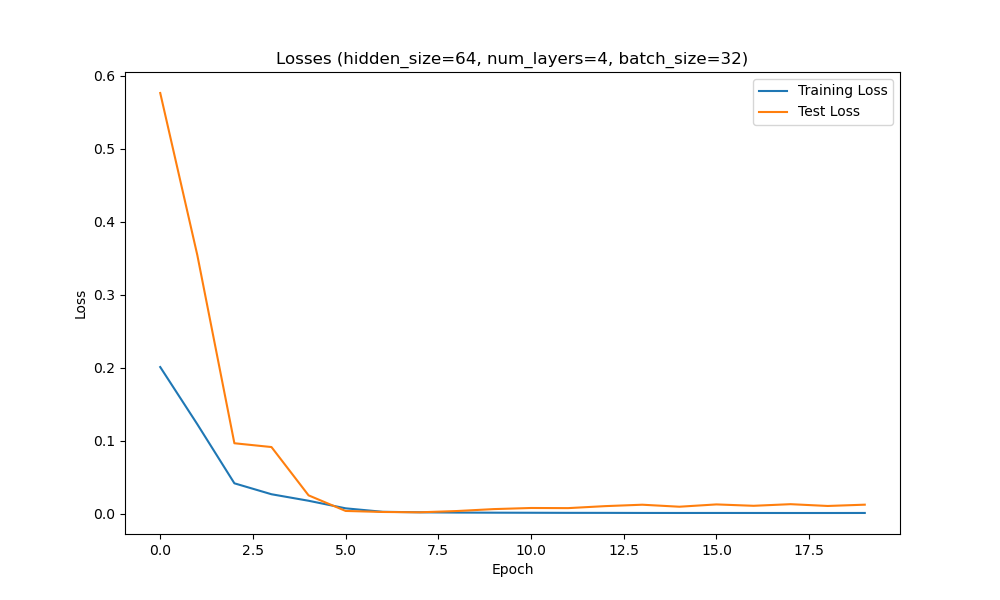 Losses (hidden_size=64, num_layers=4, batch_size=32)
Training Loss
Test Loss
0.6
0.5
0.4
0.3
0.2
0.1
0.0
Loss
0.0 2.5 5.0 7.5 10.0 12.5 15.0 17.5
Epoch